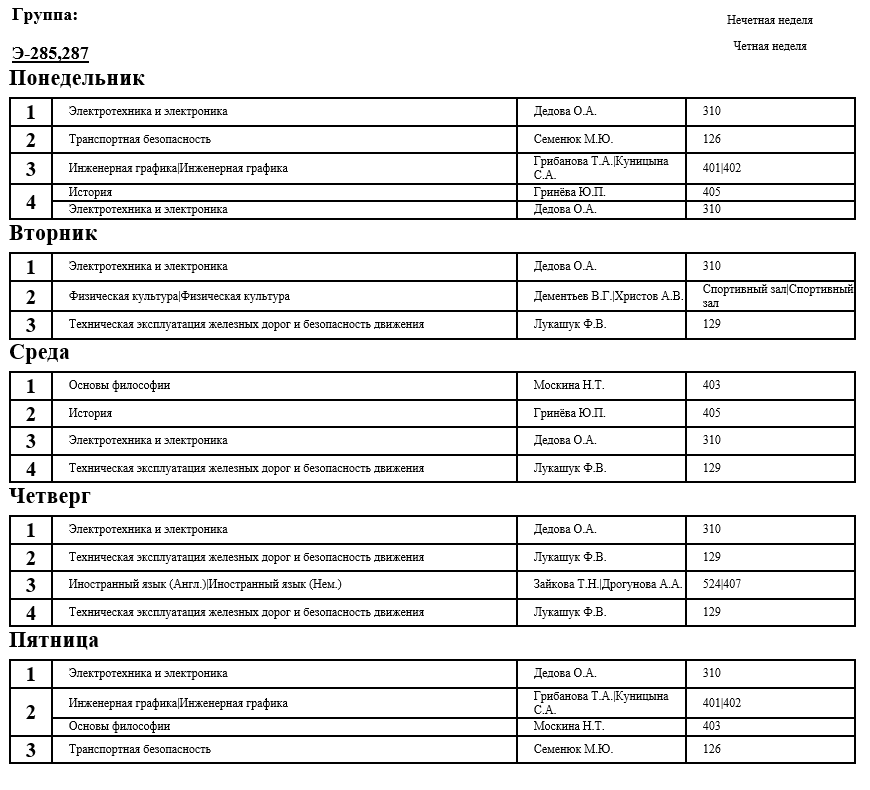 Группа:
Нечетная неделя
Э-285,287
Четная неделя
Понедельник
1 Электротехника и электроника Дедова О.А. 310
2 Транспортная безопасность Семенюк М.Ю. 126
3 Инженерная графика|Инженерная графика Грибанова Т.А.|Куницына С.А. 401|402
4 История Гринёва Ю.П. 405
Электротехника и электроника Дедова О.А. 310
Вторник
1 Электротехника и электроника Дедова О.А. 310
2 Физическая культура|Физическая культура Дементьев В.Г.|Христов А.В. Спортивный зал|Спортивный зал
3 Техническая эксплуатация железных дорог и безопасность движения Лукашук Ф.В. 129
Среда
1 Основы философии Москина Н.Т. 403
2 История Гринёва Ю.П. 405
3 Электротехника и электроника Дедова О.А. 310
4 Техническая эксплуатация железных дорог и безопасность движения Лукашук Ф.В. 129
Четверг
1 Электротехника и электроника Дедова О.А. 310
2 Техническая эксплуатация железных дорог и безопасность движения Лукашук Ф.В. 129
3 Иностранный язык (Англ.)|Иностранный язык (Нем.) Зайкова Т.Н.|Дрогунова А.А. 524|407
4 Техническая эксплуатация железных дорог и безопасность движения Лукашук Ф.В. 129
Пятница
1 Электротехника и электроника Дедова О.А. 310
2 Инженерная графика|Инженерная графика Грибанова Т.А.|Куницына С.А. 401|402
Основы философии Москина Н.Т. 403
3 Транспортная безопасность Семенюк М.Ю. 126